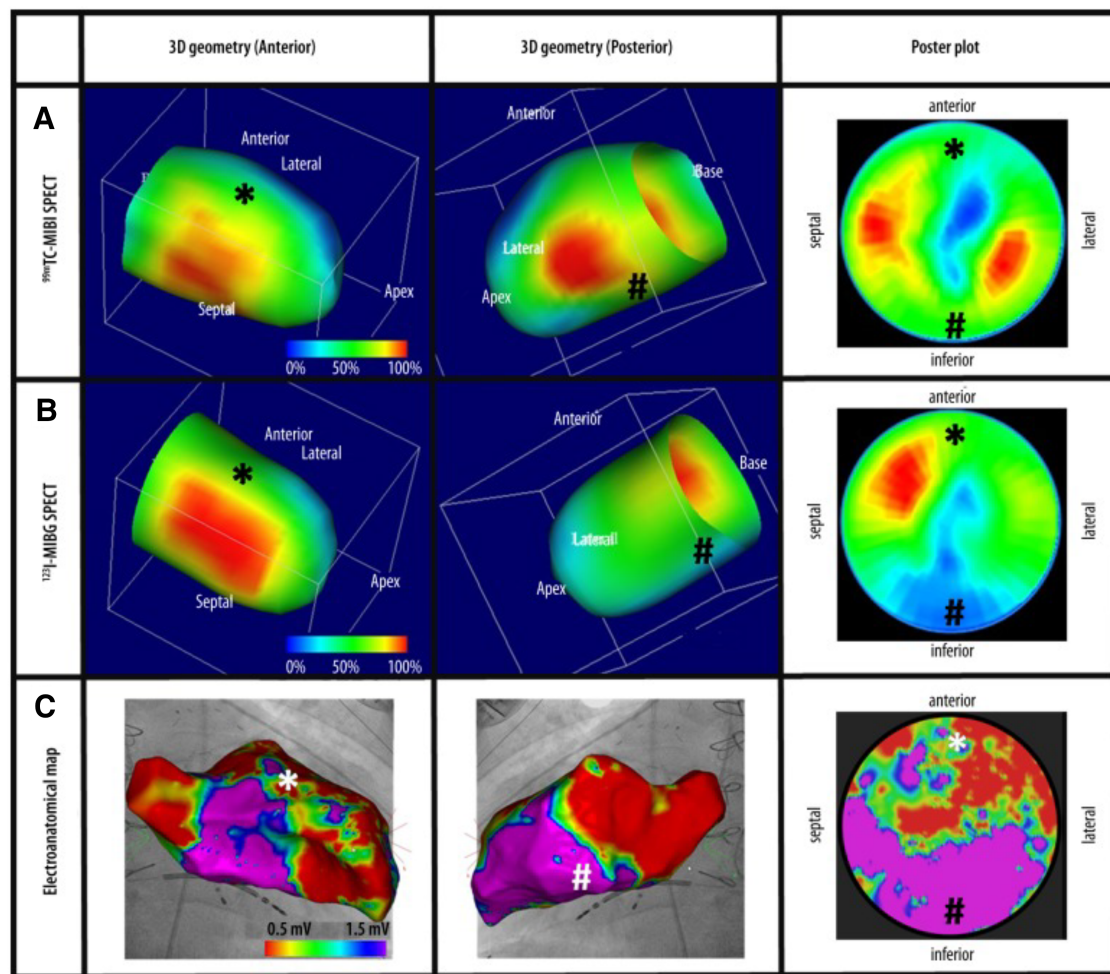 3D geometry (Anterior)
3D geometry (Posterior)
Poster plot
A
99mTC-MIBI SPECT
Anterior
Lateral
*
Septal
Apex
0% 50% 100%
Anterior
Base
Lateral
Apex
#
anterior
*
septal
lateral
#
inferior
B
123I-MIBG SPECT
Anterior
Lateral
*
Septal
Apex
0% 50% 100%
Anterior
Base
Lateral
Apex
#
anterior
*
septal
lateral
#
inferior
C
Electroanatomical map
*
0.5 mV 1.5 mV
#
anterior
*
septal
lateral
#
inferior